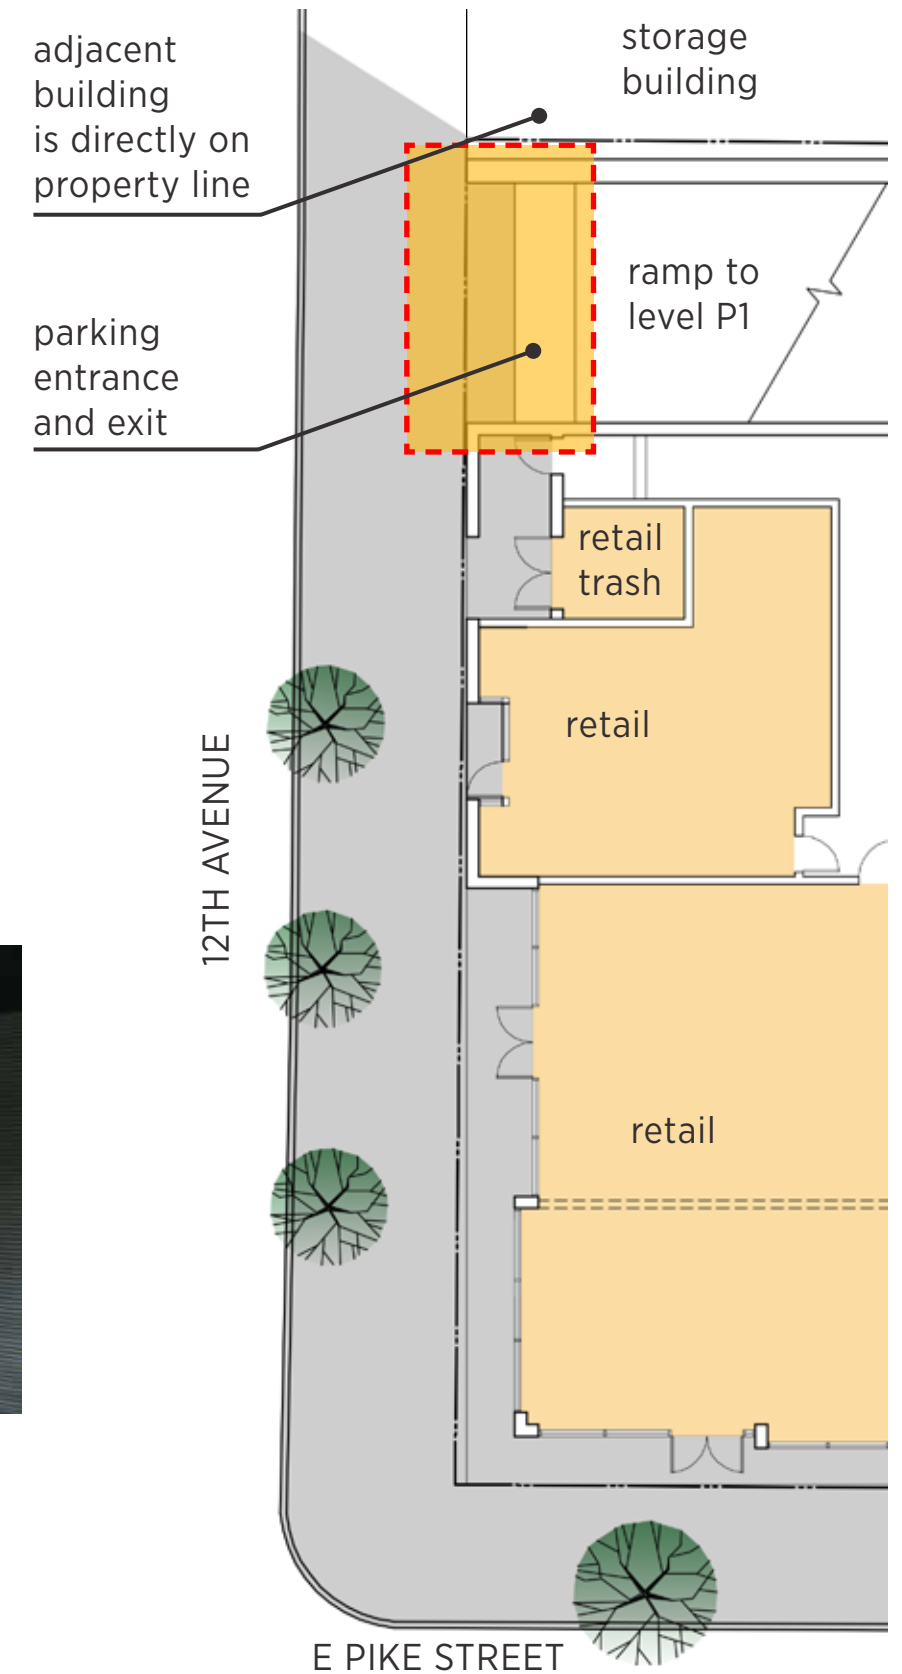 adjacent
building
is directly on
property line
storage
building
ramp to
level P1
parking
entrance
and exit
retail
trash
retail
12TH AVENUE
retail
E PIKE STREET